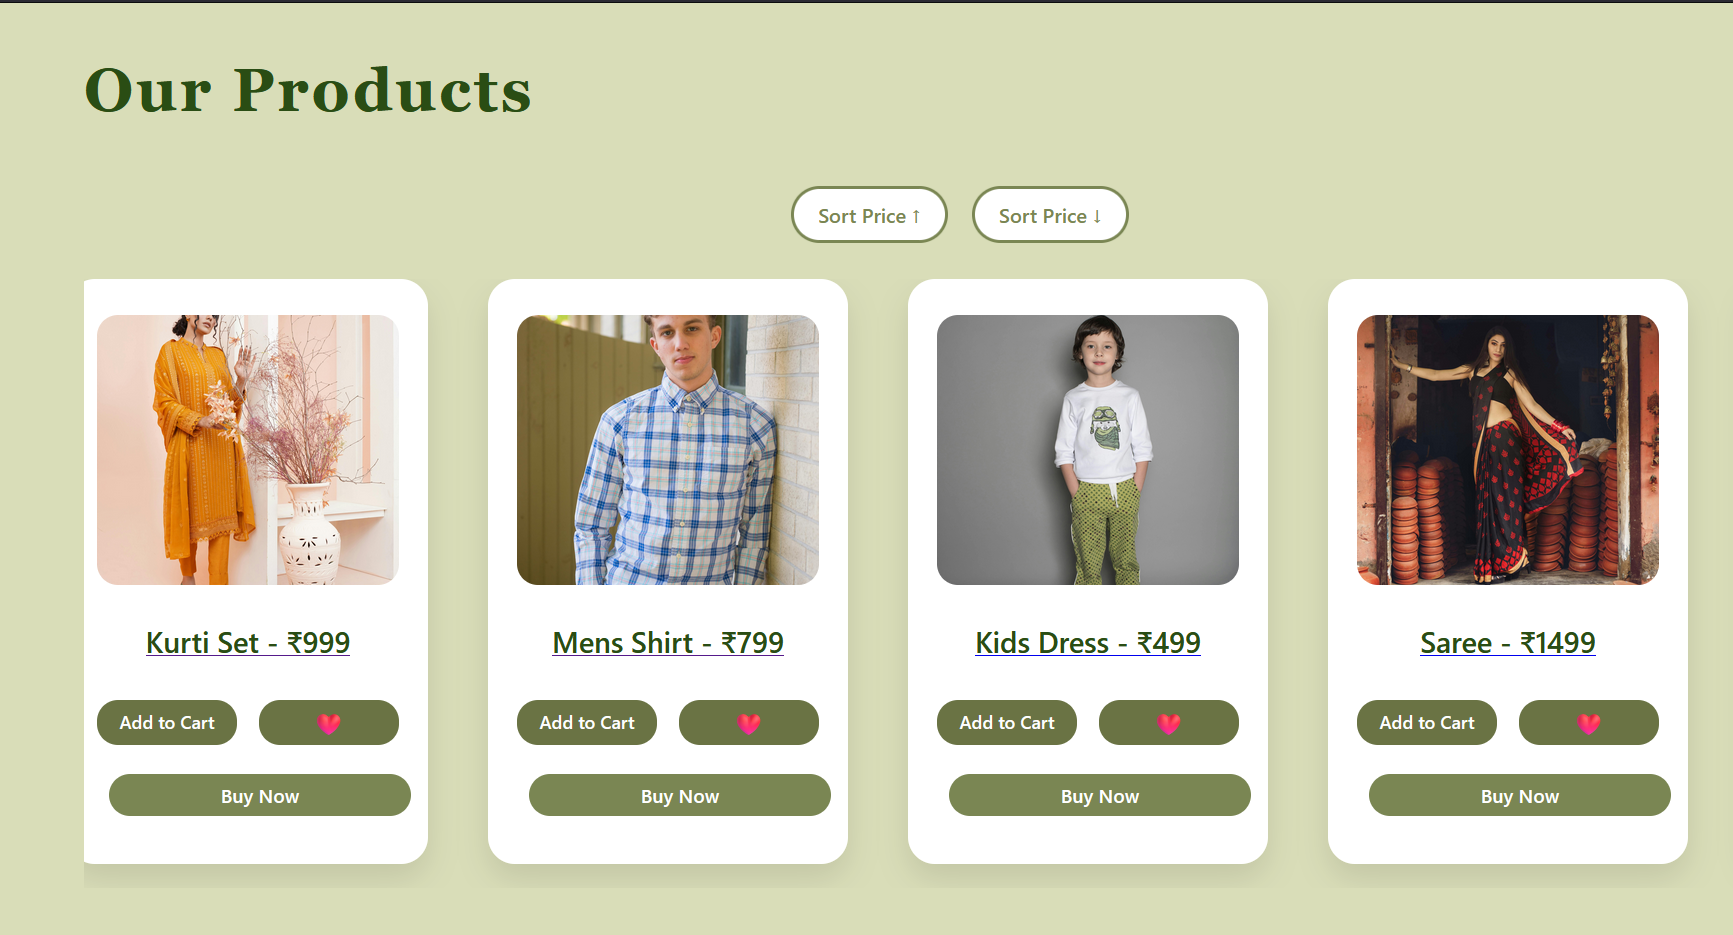 Our Products
Sort Price ↑ Sort Price ↓
Kurti Set - ₹999 Mens Shirt - ₹799 Kids Dress - ₹499 Saree - ₹1499
Add to Cart Add to Cart Add to Cart Add to Cart
Buy Now Buy Now Buy Now Buy Now